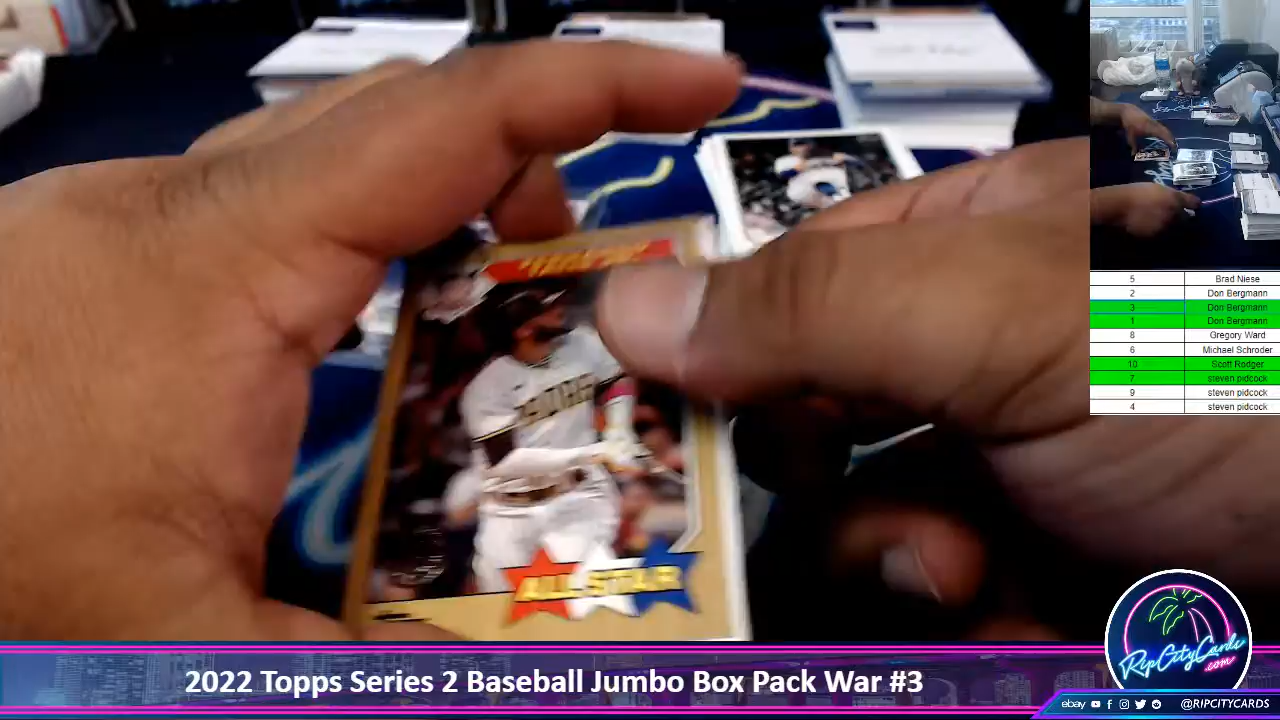 5 Brad Niese
2 Don Bergmann
3 Don Bergmann
1 Don Bergmann
8 Gregory Ward
6 Michael Schroder
10 Scott Rodger
7 steven pidcock
9 steven pidcock
4 steven pidcock
ALL STAR
RipCityCards
.com
2022 Topps Series 2 Baseball Jumbo Box Pack War #3
ebay @RIPCITYCARDS